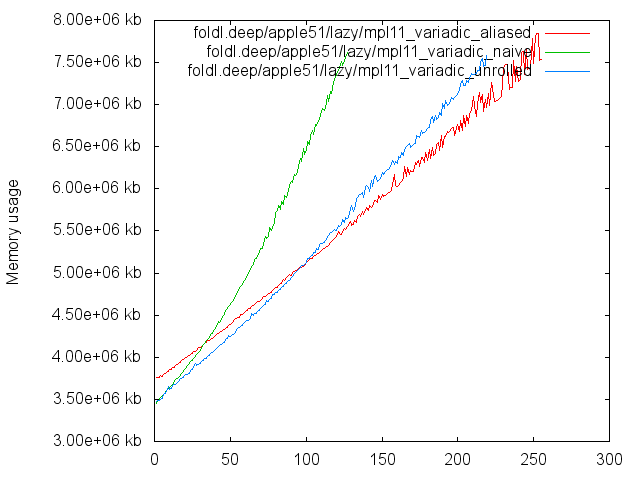 8.00e+06 kb
foldl.deep/apple51/lazy/mpl11_variadic_aliased
foldl.deep/apple51/lazy/mpl11_variadic_naive
foldl.deep/apple51/lazy/mpl11_variadic_unrolled
7.50e+06 kb
7.00e+06 kb
6.50e+06 kb
6.00e+06 kb
5.50e+06 kb
5.00e+06 kb
4.50e+06 kb
4.00e+06 kb
3.50e+06 kb
3.00e+06 kb
Memory usage
0 50 100 150 200 250 300